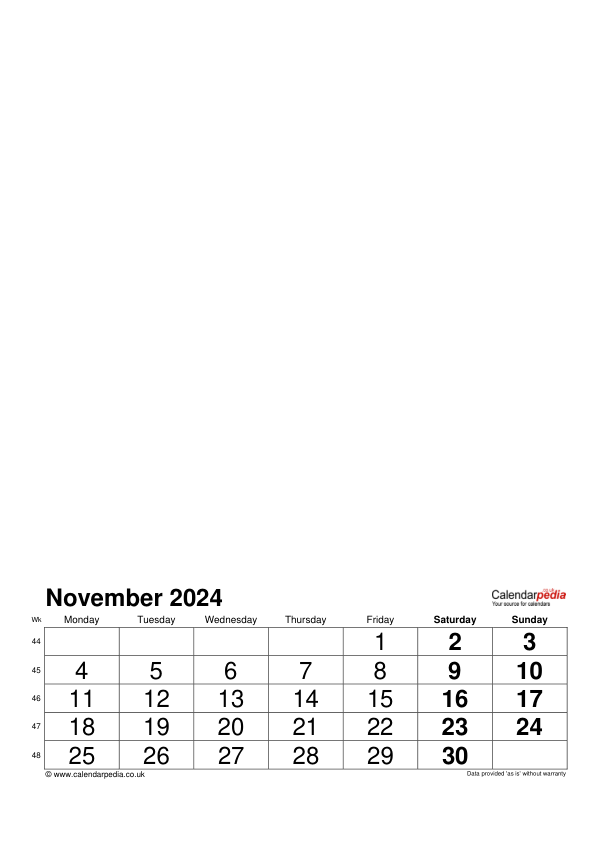 November 2024
Calendarpedia
Your source for calendars
Wk Monday Tuesday Wednesday Thursday Friday Saturday Sunday
44 1 2 3
45 4 5 6 7 8 9 10
46 11 12 13 14 15 16 17
47 18 19 20 21 22 23 24
48 25 26 27 28 29 30
© www.calendarpedia.co.uk Data provided 'as is' without warranty